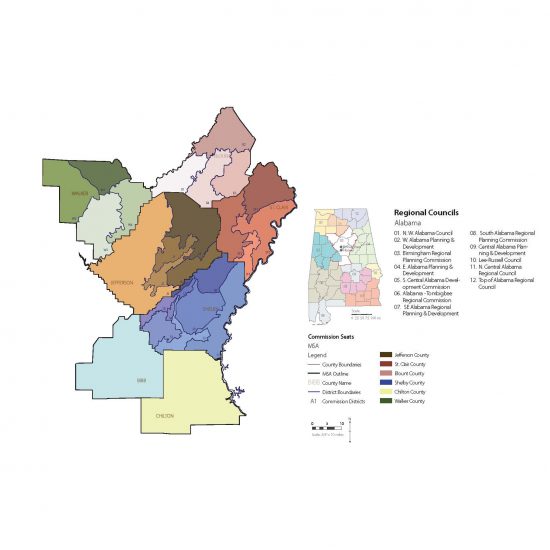 WALKER
ST. CLAIR
JEFFERSON
SHELBY
BIBB
CHILTON
Regional Councils
Alabama
01. N. W. Alabama Council
02. W. Alabama Planning &
Development
03. Birmingham Regional
Planning Commission
04. E. Alabama Planning &
Development
05. S. Central Alabama Devel-
opment Commission
06. Alabama - Tombigbee
Regional Commission
07. SE Alabama Regional
Planning & Development
08. South Alabama Regional
Planning Commission
09. Central Alabama Plan-
ning & Development
10. Lee-Russell Council
11. N. Central Alabama
Regional Council
12. Top of Alabama Regional
Council
Commission Seats
MSA
Legend
County Boundaries
MSA Outline
County Name
District Boundaries
A1 Commission Districts
Jefferson County
St. Clair County
Blount County
Shelby County
Chilton County
Walker County
0 5 10